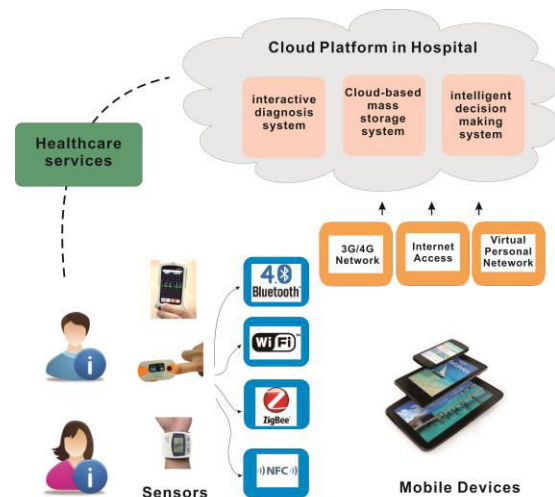 Cloud Platform in Hospital
interactive
diagnosis
system
Cloud-based
mass
storage
system
intelligent
decision
making
system
Healthcare
services
3G/4G
Network
Internet
Access
Virtual
Personal
Network
4.0
Bluetooth™
WiFi
ZigBee
NFC
i
i
Sensors
Mobile Devices